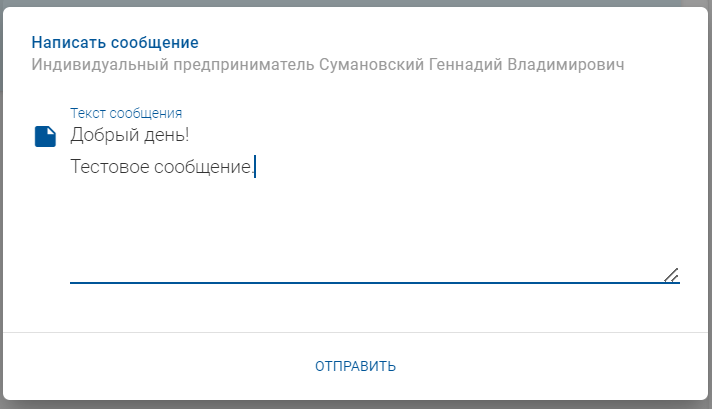 Написать сообщение
Индивидуальный предприниматель Сумановский Геннадий Владимирович
Текст сообщения
Добрый день!
Тестовое сообщение.
ОТПРАВИТЬ